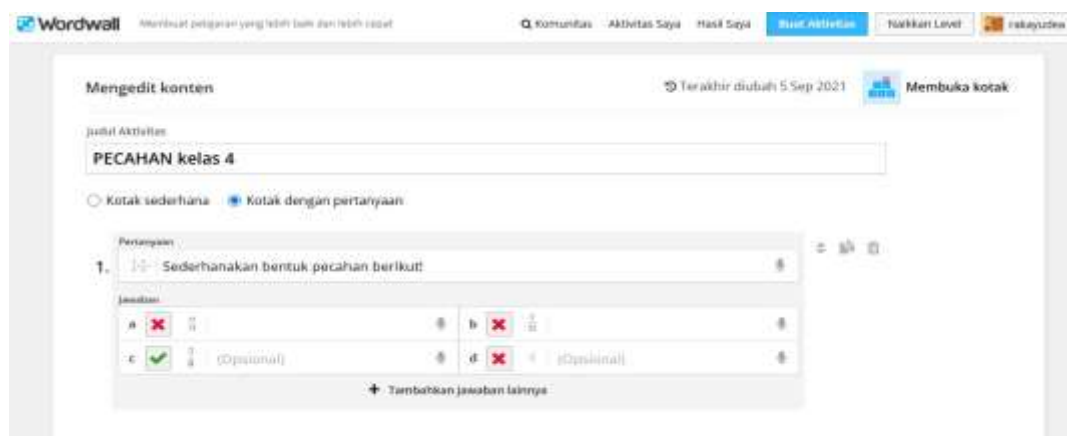 Wordwall Membuat pelajaran yang lebih baik dan lebih cepat Komunitas Aktivitas Saya Hasil Saya Buat Aktivitas Naikkan Level rakayudea
Mengedit konten Terakhir diubah 5 Sep 2021 Membuka kotak
Judul Aktivitas
PECAHAN kelas 4
Kotak sederhana Kotak dengan pertanyaan
Pertanyaan
1. Sederhanakan bentuk pecahan berikut!
Jawaban
a b
c (Opsional) d (Opsional)
+ Tambahkan jawaban lainnya